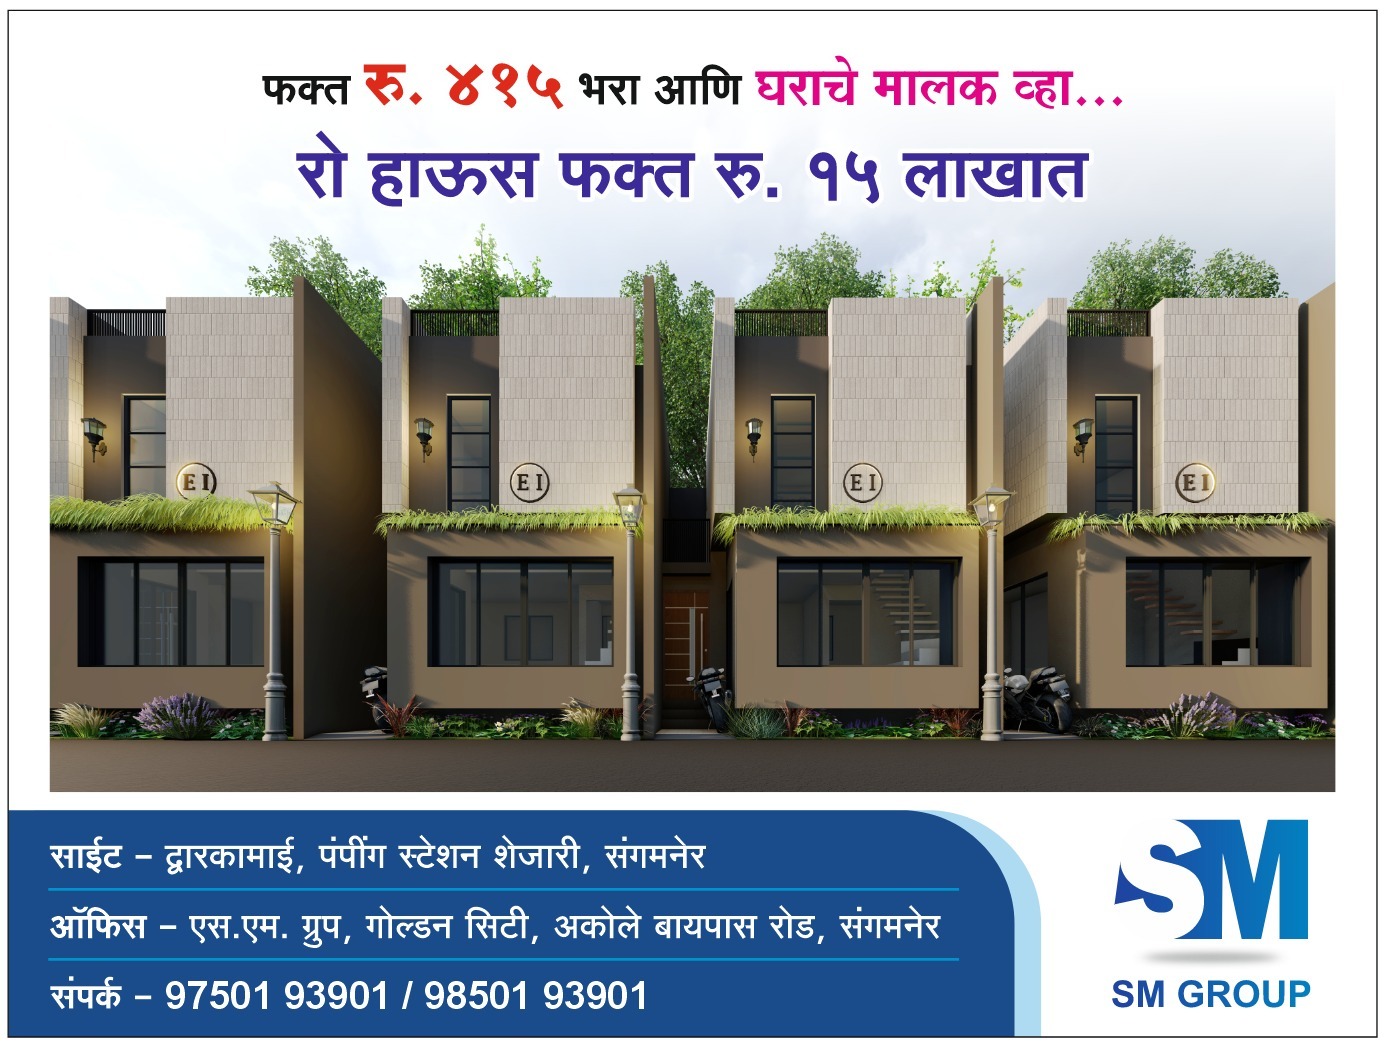 फक्त रु. ४१५ भरा आणि घराचे मालक व्हा...
रो हाऊस फक्त रु. १५ लाखात
EI EI EI EI
साईट – द्वारकामाई, पंपींग स्टेशन शेजारी, संगमनेर
ऑफिस – एस.एम. ग्रुप, गोल्डन सिटी, अकोले बायपास रोड, संगमनेर
संपर्क – 97501 93901 / 98501 93901
SM
SM GROUP